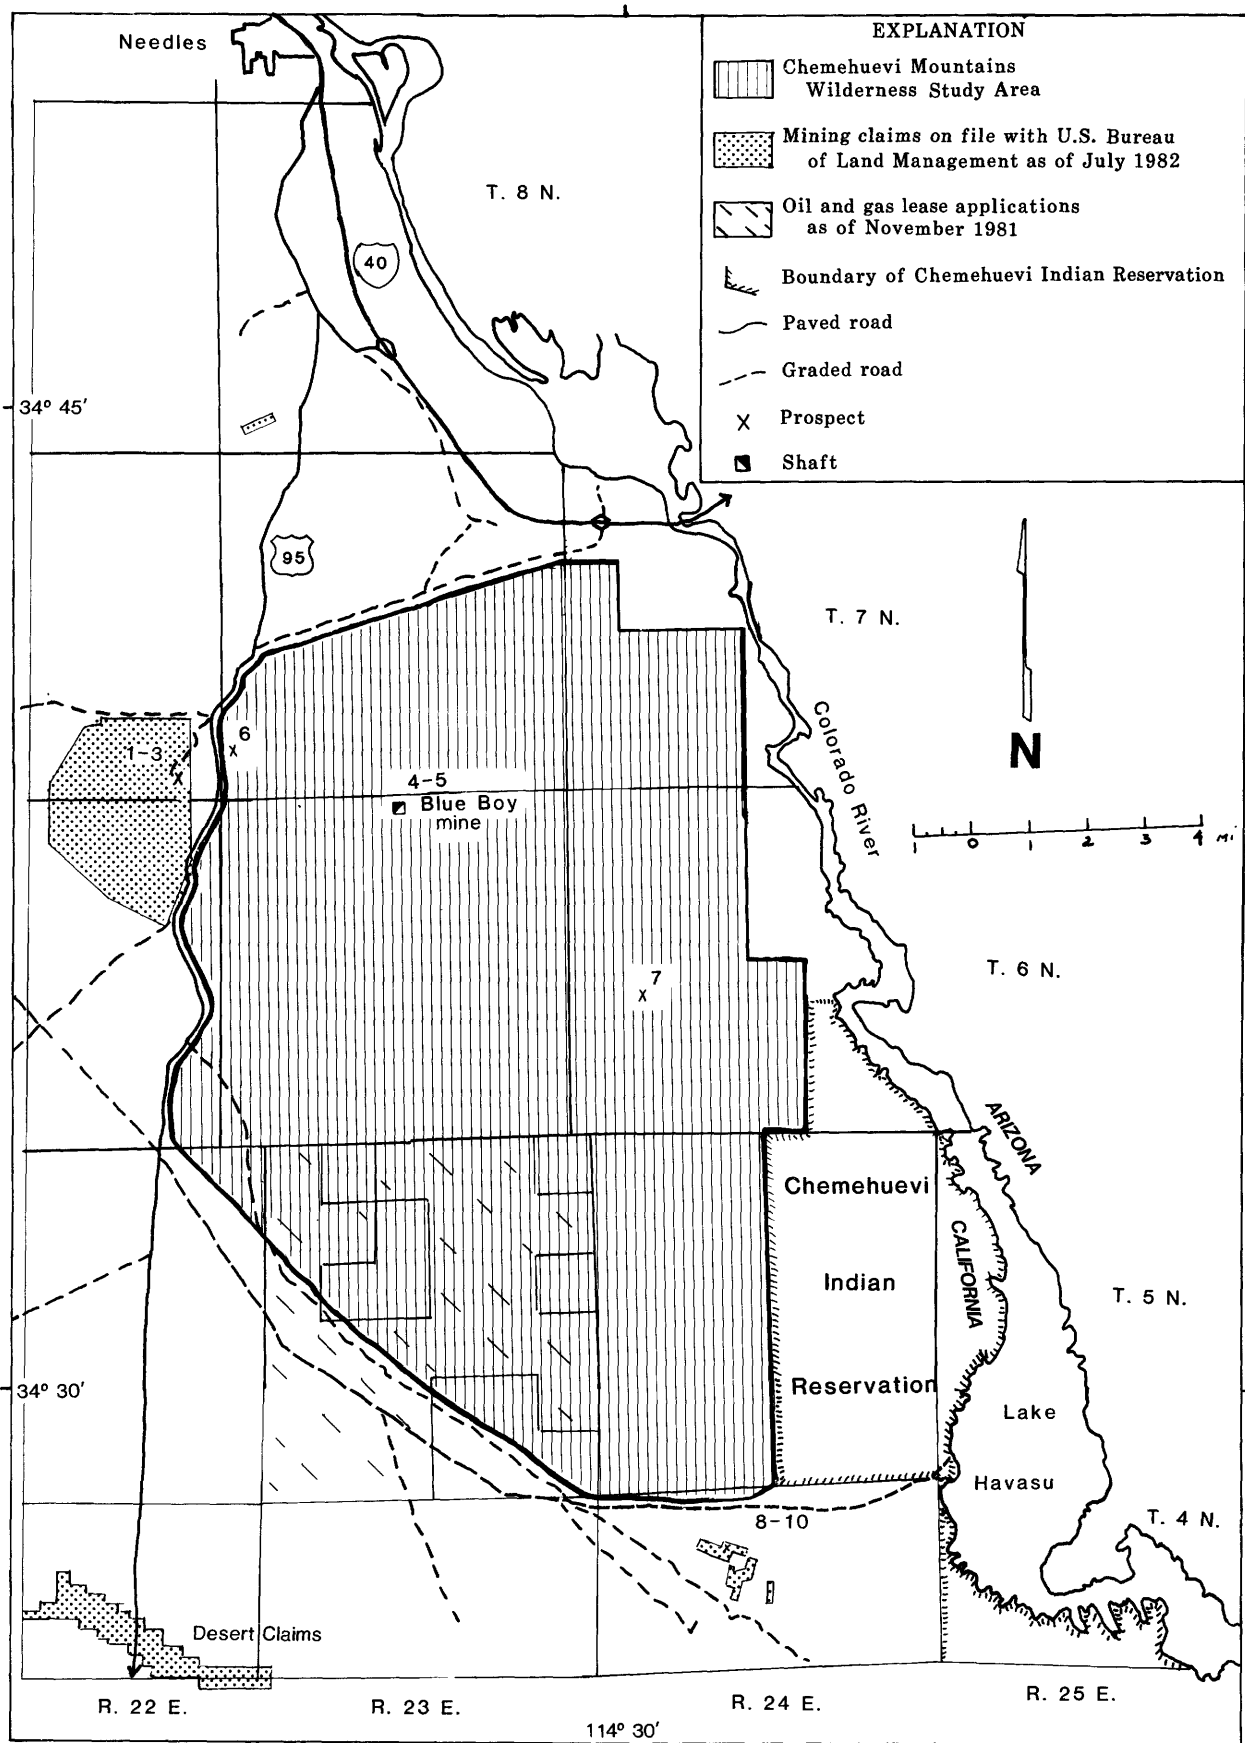 Needles
EXPLANATION
Chemehuevi Mountains
Wilderness Study Area
Mining claims on file with U.S. Bureau
of Land Management as of July 1982
Oil and gas lease applications
as of November 1981
Boundary of Chemehuevi Indian Reservation
Paved road
Graded road
X Prospect
Shaft
T. 8 N.
40
34° 45'
95
T. 7 N.
N
Colorado River
1-3
X
6
X
4-5
Blue Boy
mine
1 0 1 2 3 4 Mi
7
X
T. 6 N.
ARIZONA
Chemehuevi
CALIFORNIA
Indian
T. 5 N.
34° 30'
Reservation
Lake
Havasu
8-10
T. 4 N.
Desert Claims
R. 22 E.
R. 23 E.
R. 24 E.
R. 25 E.
114° 30'